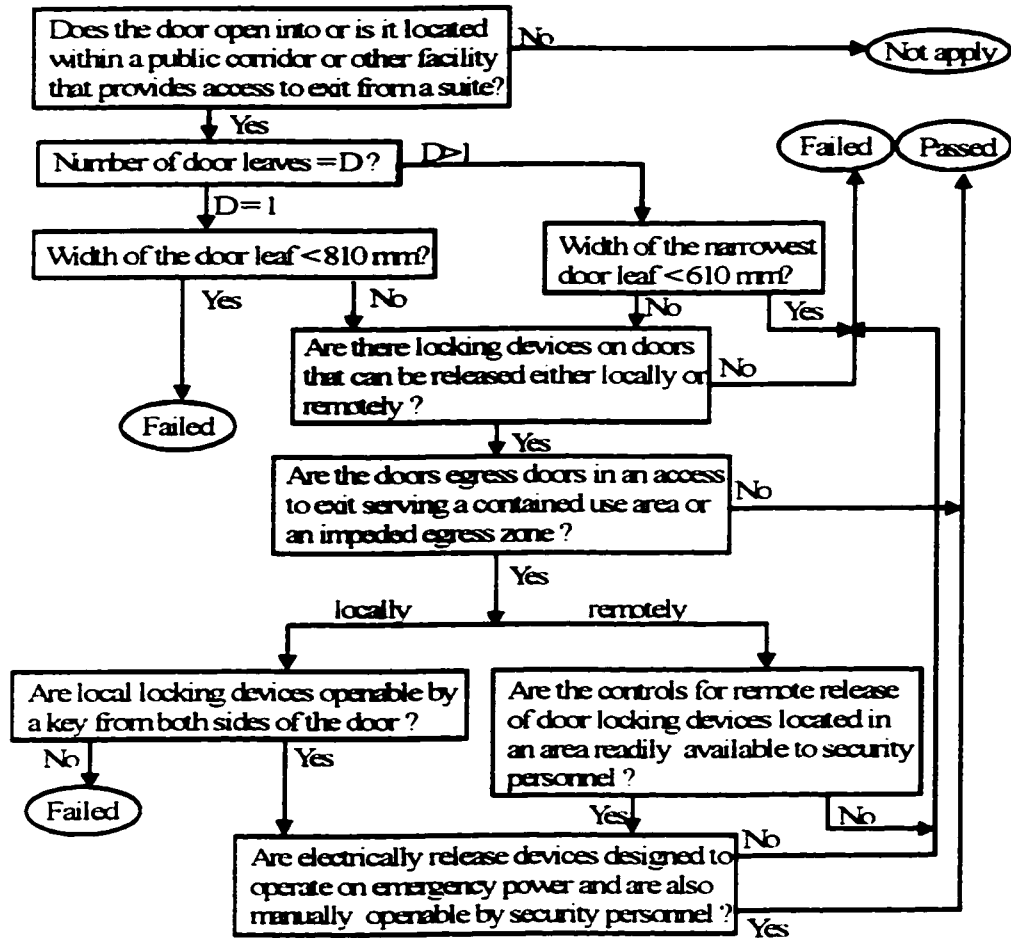 Does the door open into or is it located
within a public corridor or other facility
that provides access to exit from a suite?
No
Not apply
Yes
Number of door leaves = D?
D>1
Failed
Passed
D = 1
Width of the door leaf < 810 mm?
Width of the narrowest
door leaf < 610 mm?
Yes
No
No
Yes
Are there locking devices on doors
that can be released either locally or
remotely ?
No
Failed
Yes
Are the doors egress doors in an access
to exit serving a contained use area or
an impeded egress zone ?
No
Yes
locally
remotely
Are local locking devices openable by
a key from both sides of the door ?
Are the controls for remote release
of door locking devices located in
an area readily available to security
personnel ?
No
Yes
Failed
Yes
No
Are electrically release devices designed to
operate on emergency power and are also
manually openable by security personnel ?
No
Yes